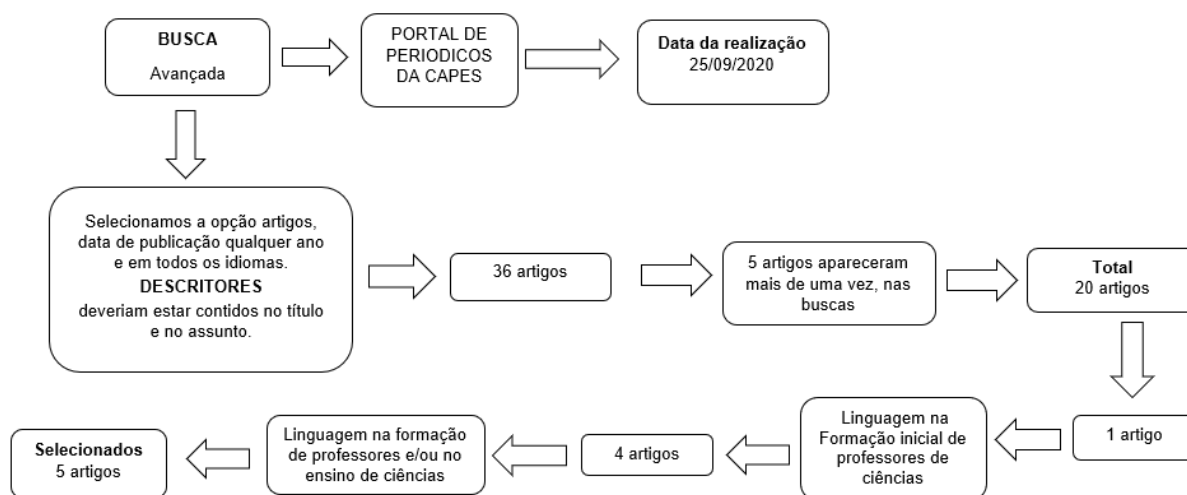 BUSCA
Avançada
PORTAL DE
PERIODICOS
DA CAPES
Data da realização
25/09/2020
Selecionamos a opção artigos,
data de publicação qualquer ano
e em todos os idiomas.
DESCRITORES
deveriam estar contidos no título
e no assunto.
36 artigos
5 artigos apareceram
mais de uma vez, nas
buscas
Total
20 artigos
1 artigo
Linguagem na
Formação inicial de
professores de
ciências
4 artigos
Linguagem na formação
de professores e/ou no
ensino de ciências
Selecionados
5 artigos